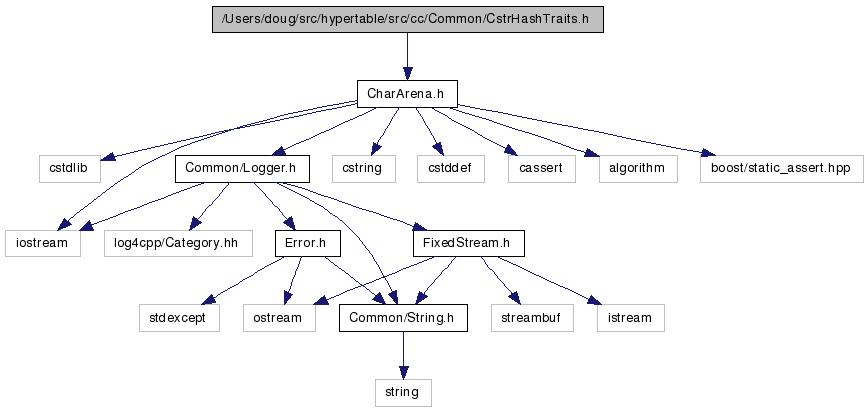 /Users/doug/src/hypertable/src/cc/Common/CstrHashTraits.h
CharArena.h
cstdlib
Common/Logger.h
cstring
cstddef
cassert
algorithm
boost/static_assert.hpp
iostream
log4cpp/Category.hh
Error.h
FixedStream.h
stdexcept
ostream
Common/String.h
streambuf
istream
string